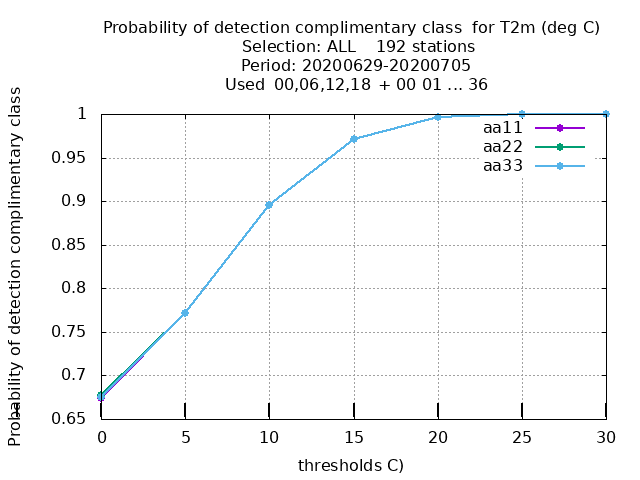 Probability of detection complimentary class for T2m (deg C)
Selection: ALL 192 stations
Period: 20200629-20200705
Used 00,06,12,18 + 00 01 ... 36
Probability of detection complimentary class
1
0.95
0.9
0.85
0.8
0.75
0.7
0.65
aa11
aa22
aa33
0 5 10 15 20 25 30
thresholds C)